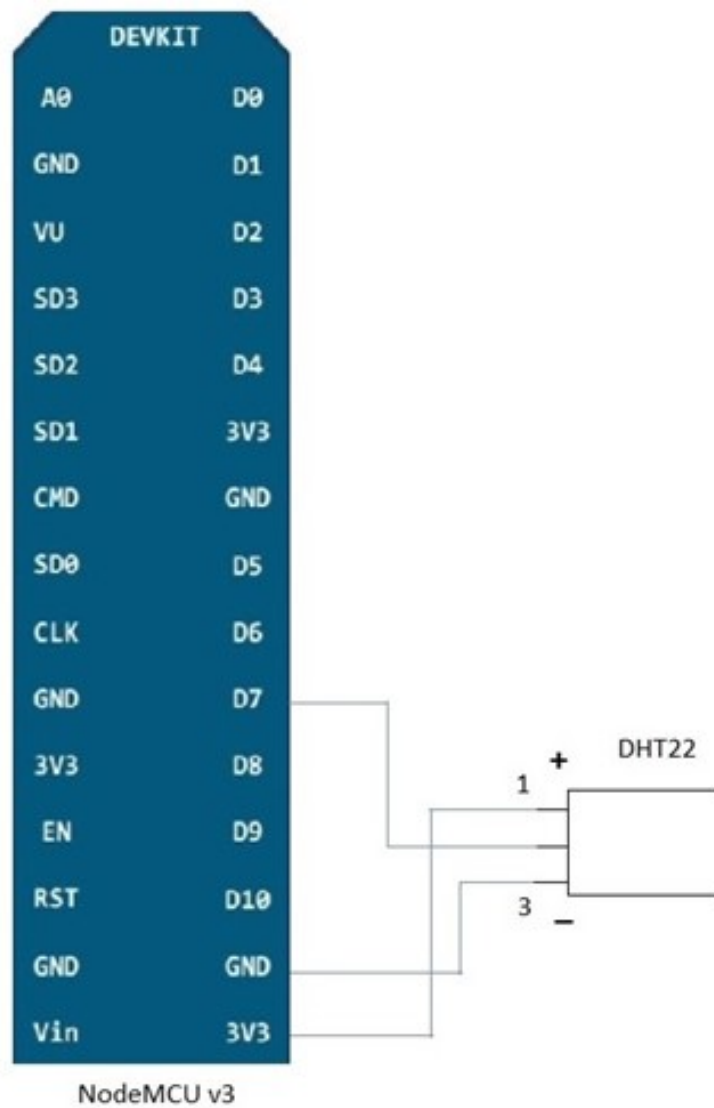 DEVKIT
A0 D0
GND D1
VU D2
SD3 D3
SD2 D4
SD1 3V3
CMD GND
SD0 D5
CLK D6
GND D7
3V3 D8
EN D9
RST D10
GND GND
Vin 3V3
NodeMCU v3
+ DHT22
1
3
−